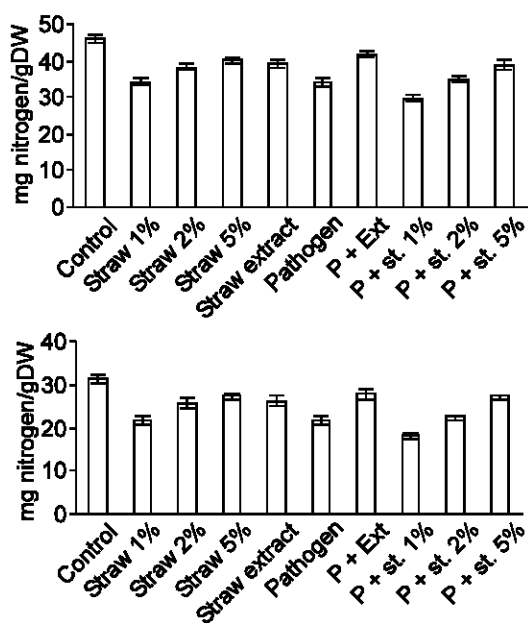 mg nitrogen/gDW
50
40
30
20
10
0
Control
Straw 1%
Straw 2%
Straw 5%
Straw extract
Pathogen
P + Ext
P + st. 1%
P + st. 2%
P + st. 5%
mg nitrogen/gDW
40
30
20
10
0
Control
Straw 1%
Straw 2%
Straw 5%
Straw extract
Pathogen
P + Ext
P + st. 1%
P + st. 2%
P + st. 5%